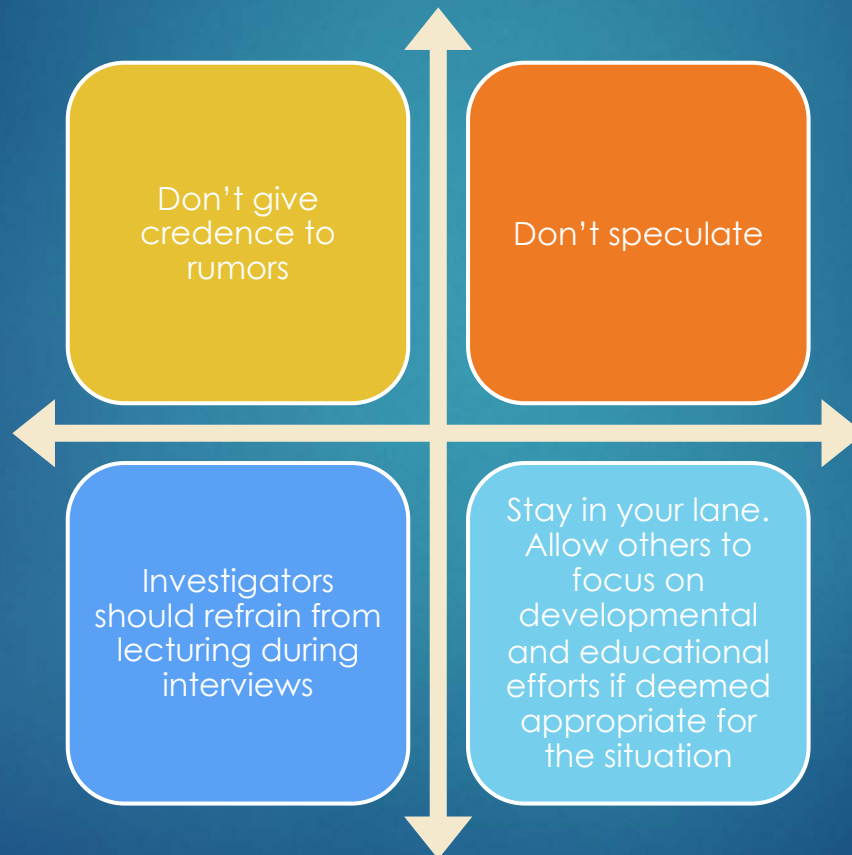 Don’t give
credence to
rumors
Don’t speculate
Investigators
should refrain from
lecturing during
interviews
Stay in your lane.
Allow others to
focus on
developmental
and educational
efforts if deemed
appropriate for
the situation